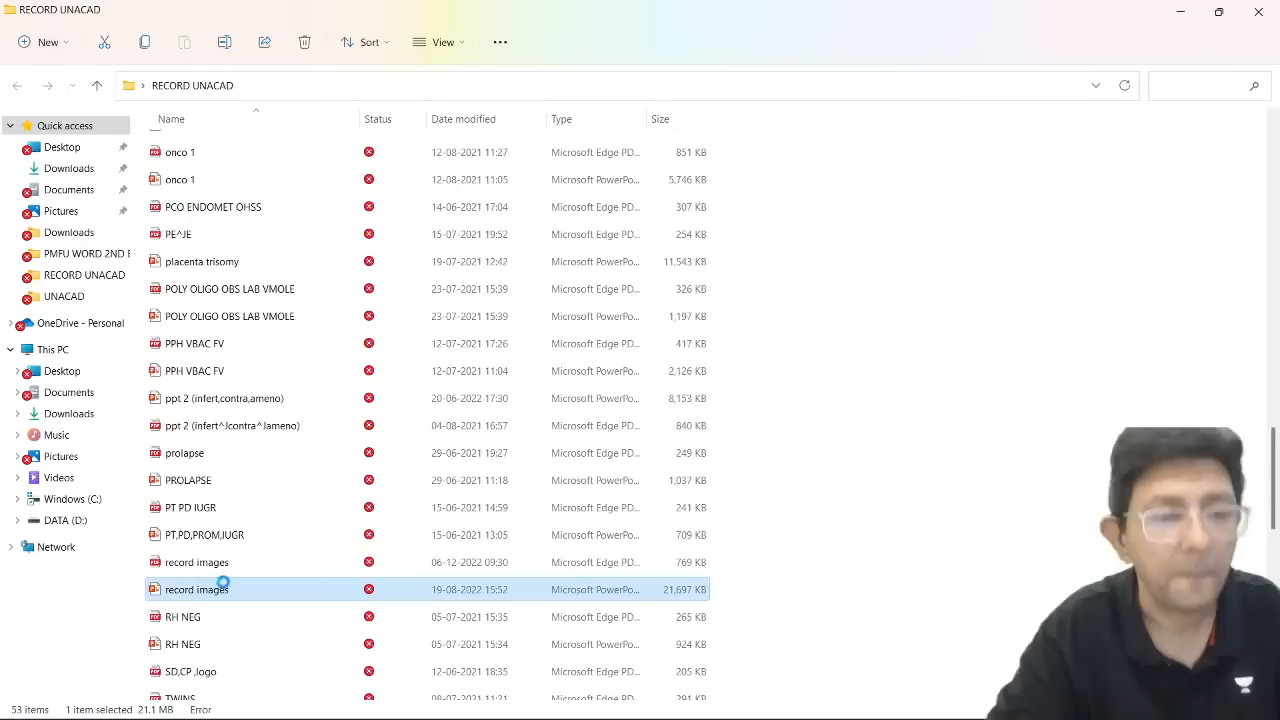 RECORD UNACAD
New
Sort
View
RECORD UNACAD
Name Status Date modified Type Size
Quick access
Desktop
Downloads
Documents
Pictures
Downloads
PMFU WORD 2ND E
RECORD UNACAD
UNACAD
OneDrive - Personal
This PC
Desktop
Documents
Downloads
Music
Pictures
Videos
Windows (C:)
DATA (D:)
Network
onco 1 12-08-2021 11:27 Microsoft Edge PD... 851 KB
onco 1 12-08-2021 11:05 Microsoft PowerPo... 5,746 KB
PCO ENDOMET OHSS 14-06-2021 17:04 Microsoft Edge PD... 307 KB
PE^JE 15-07-2021 19:52 Microsoft Edge PD... 254 KB
placenta trisomy 19-07-2021 12:42 Microsoft PowerPo... 11,543 KB
POLY OLIGO OBS LAB VMOLE 23-07-2021 15:39 Microsoft Edge PD... 326 KB
POLY OLIGO OBS LAB VMOLE 23-07-2021 15:39 Microsoft PowerPo... 1,197 KB
PPH VBAC FV 12-07-2021 17:26 Microsoft Edge PD... 417 KB
PPH VBAC FV 12-07-2021 11:04 Microsoft PowerPo... 2,126 KB
ppt 2 (infert,contra,ameno) 20-06-2022 17:30 Microsoft PowerPo... 8,153 KB
ppt 2 (infert^Jcontra^Jameno) 04-08-2021 16:57 Microsoft Edge PD... 840 KB
prolapse 29-06-2021 19:27 Microsoft Edge PD... 249 KB
PROLAPSE 29-06-2021 11:18 Microsoft PowerPo... 1,037 KB
PT PD IUGR 15-06-2021 14:59 Microsoft Edge PD... 241 KB
PT,PD,PROM,IUGR 15-06-2021 13:05 Microsoft PowerPo... 709 KB
record images 06-12-2022 09:30 Microsoft Edge PD... 769 KB
record images 19-08-2022 15:52 Microsoft PowerPo... 21,697 KB
RH NEG 05-07-2021 15:35 Microsoft Edge PD... 265 KB
RH NEG 05-07-2021 15:34 Microsoft PowerPo... 924 KB
SD,CP ,logo 12-06-2021 18:35 Microsoft Edge PD... 205 KB
TWINS 08-07-2021 11:21 Microsoft Edge PD... 291 KB
53 items 1 item selected 21.1 MB Error